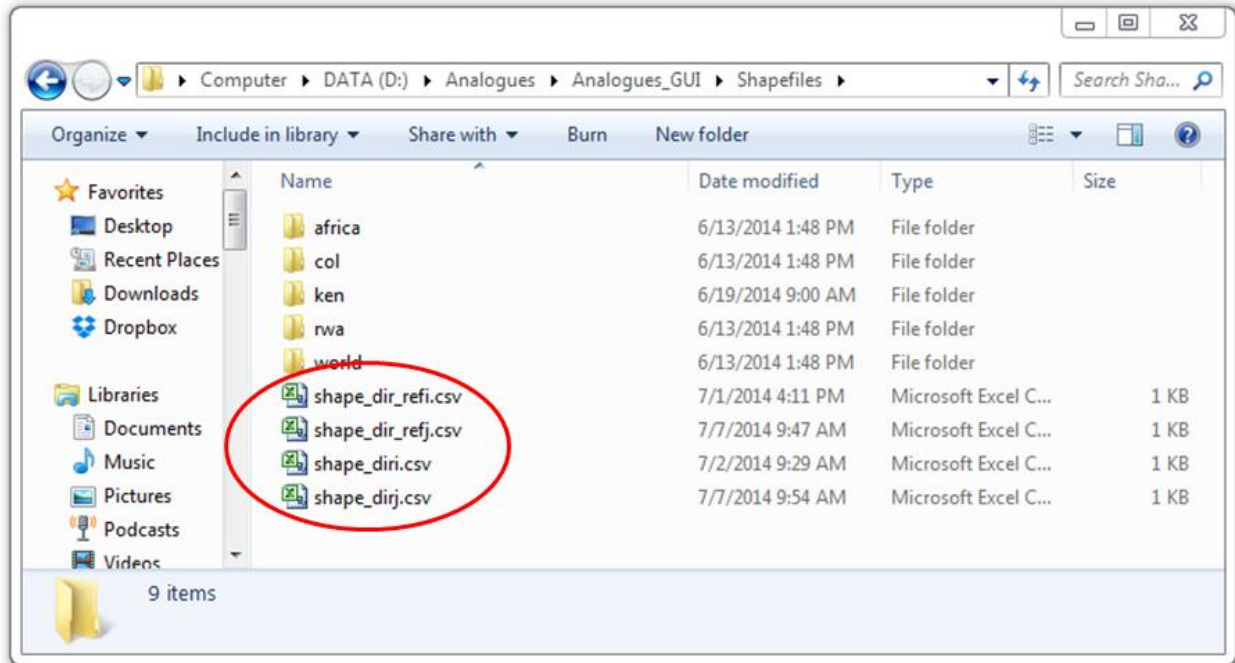 Computer DATA (D:) Analogues Analogues_GUI Shapefiles Search Sha...
Organize Include in library Share with Burn New folder
Name Date modified Type Size
Favorites
Desktop
Recent Places
Downloads
Dropbox
Libraries
Documents
Music
Pictures
Podcasts
Videos
africa 6/13/2014 1:48 PM File folder
col 6/13/2014 1:48 PM File folder
ken 6/19/2014 9:00 AM File folder
rwa 6/13/2014 1:48 PM File folder
world 6/13/2014 1:48 PM File folder
shape_dir_refi.csv 7/1/2014 4:11 PM Microsoft Excel C... 1 KB
shape_dir_refj.csv 7/7/2014 9:47 AM Microsoft Excel C... 1 KB
shape_diri.csv 7/2/2014 9:29 AM Microsoft Excel C... 1 KB
shape_dirj.csv 7/7/2014 9:54 AM Microsoft Excel C... 1 KB
9 items